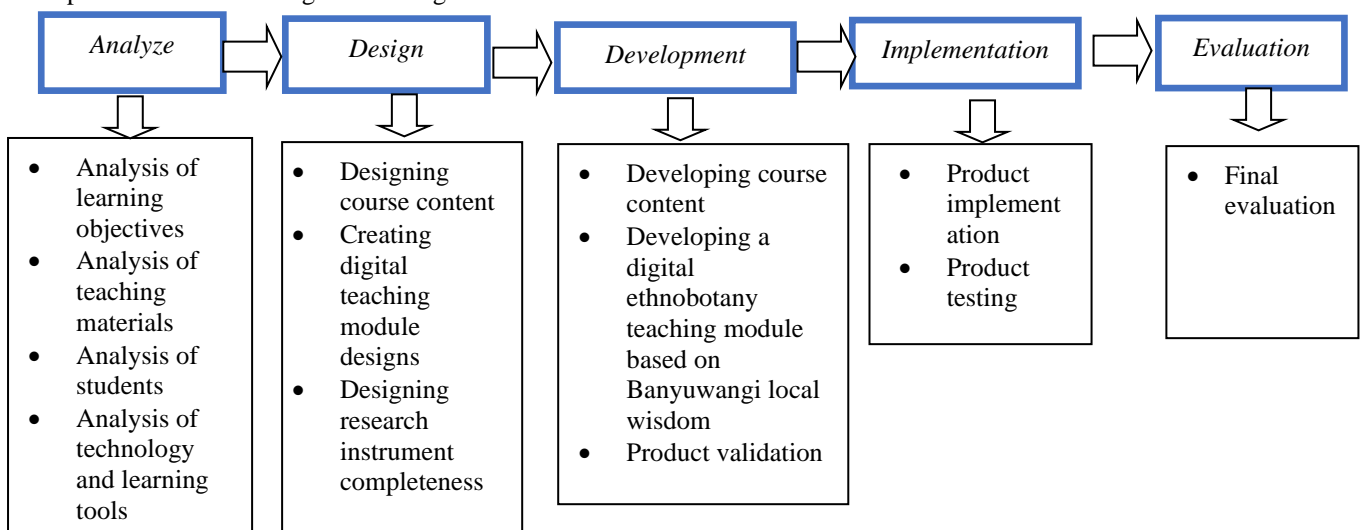 Analyze
Design
Development
Implementation
Evaluation
• Analysis of
learning
objectives
• Analysis of
teaching
materials
• Analysis of
students
• Analysis of
technology
and learning
tools
• Designing
course content
• Creating
digital
teaching
module
designs
• Designing
research
instrument
completeness
• Developing course
content
• Developing a
digital
ethnobotany
teaching module
based on
Banyuwangi local
wisdom
• Product validation
• Product
implement
ation
• Product
testing
• Final
evaluation